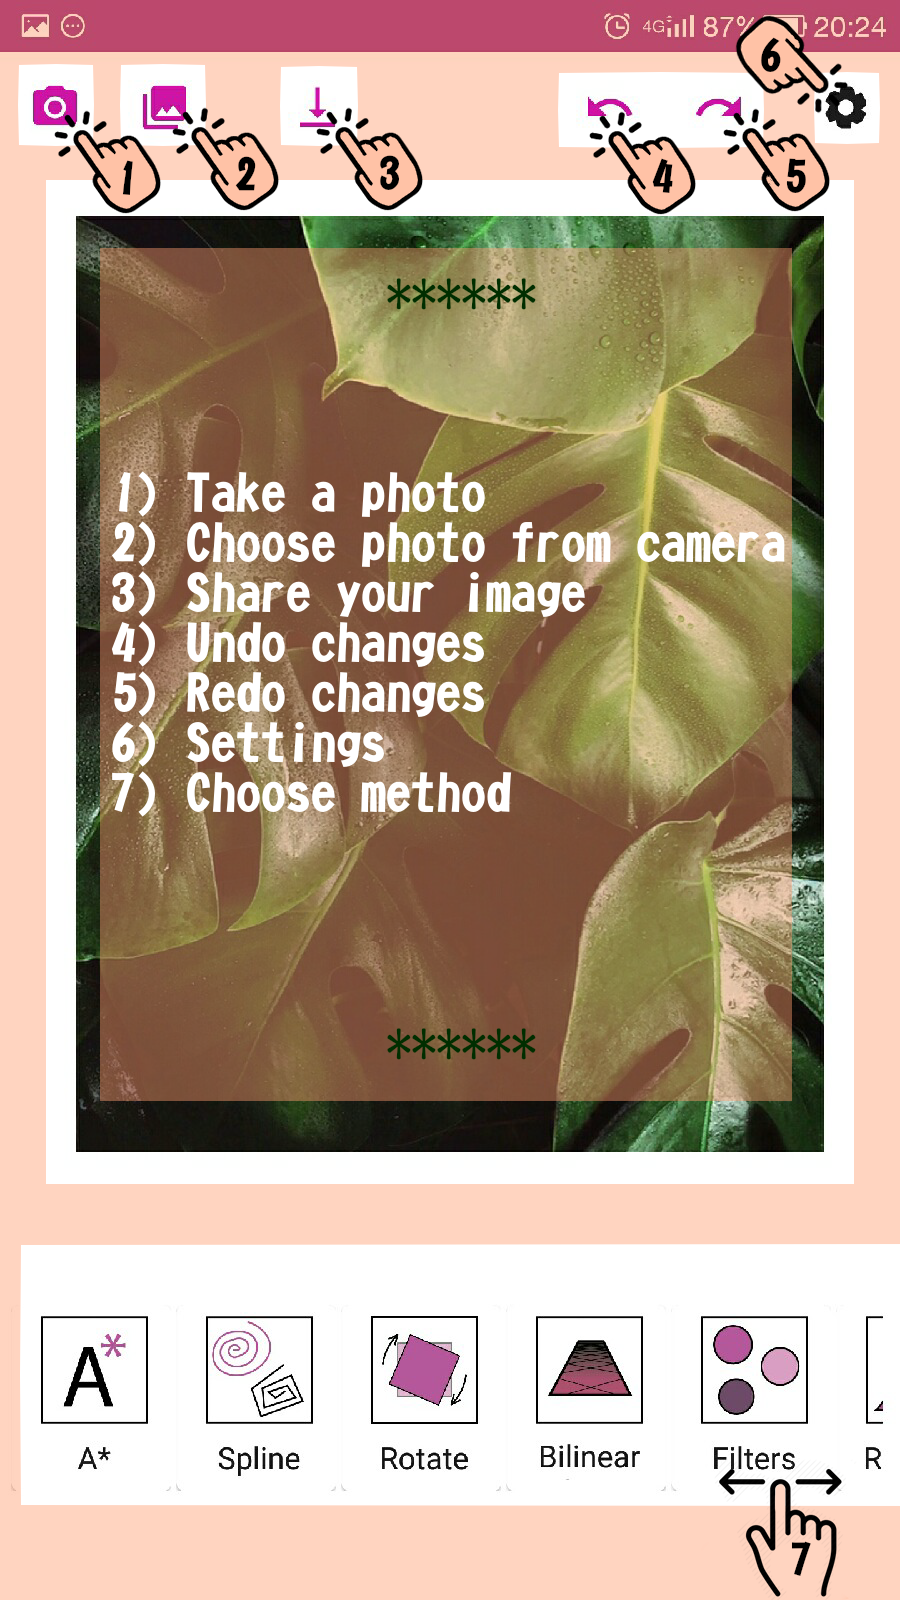 4G 87% 20:24
6
1 2 3 4 5
******
1) Take a photo
2) Choose photo from camera
3) Share your image
4) Undo changes
5) Redo changes
6) Settings
7) Choose method
******
A*
A* Spline Rotate Bilinear Filters R
7